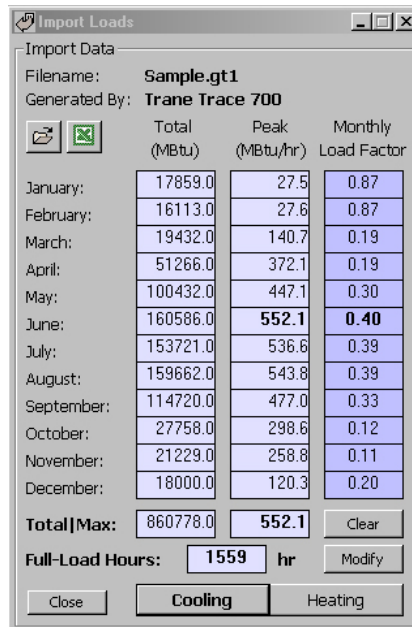 Import Loads
Import Data
Filename: Sample.gt1
Generated By: Trane Trace 700
Total Peak Monthly
(MBtu) (MBtu/hr) Load Factor
January: 17859.0 27.5 0.87
February: 16113.0 27.6 0.87
March: 19432.0 140.7 0.19
April: 51266.0 372.1 0.19
May: 100432.0 447.1 0.30
June: 160586.0 552.1 0.40
July: 153721.0 536.6 0.39
August: 159662.0 543.8 0.39
September: 114720.0 477.0 0.33
October: 27758.0 298.6 0.12
November: 21229.0 258.8 0.11
December: 18000.0 120.3 0.20
Total|Max: 860778.0 552.1 Clear
Full-Load Hours: 1559 hr Modify
Close Cooling Heating